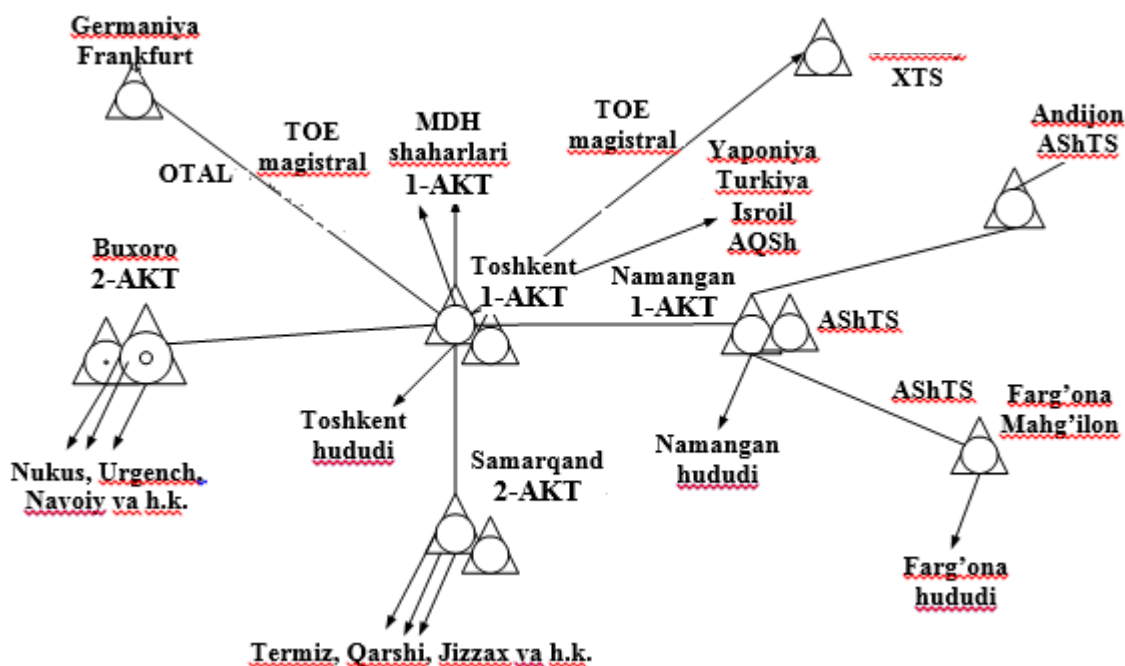 Germaniya
Frankfurt
XTS
TOE
magistral
OTAL
MDH
shaharlari
1-AKT
TOE
magistral
Yaponiya
Turkiya
Isroil
AQSh
Andijon
AShTS
Buxoro
2-AKT
Toshkent
1-AKT
Namangan
1-AKT
AShTS
Toshkent
hududi
Namangan
hududi
AShTS
Farg’ona
Mahg’ilon
Nukus, Urgench,
Navoiy va h.k.
Samarqand
2-AKT
Farg’ona
hududi
Termiz, Qarshi, Jizzax va h.k.